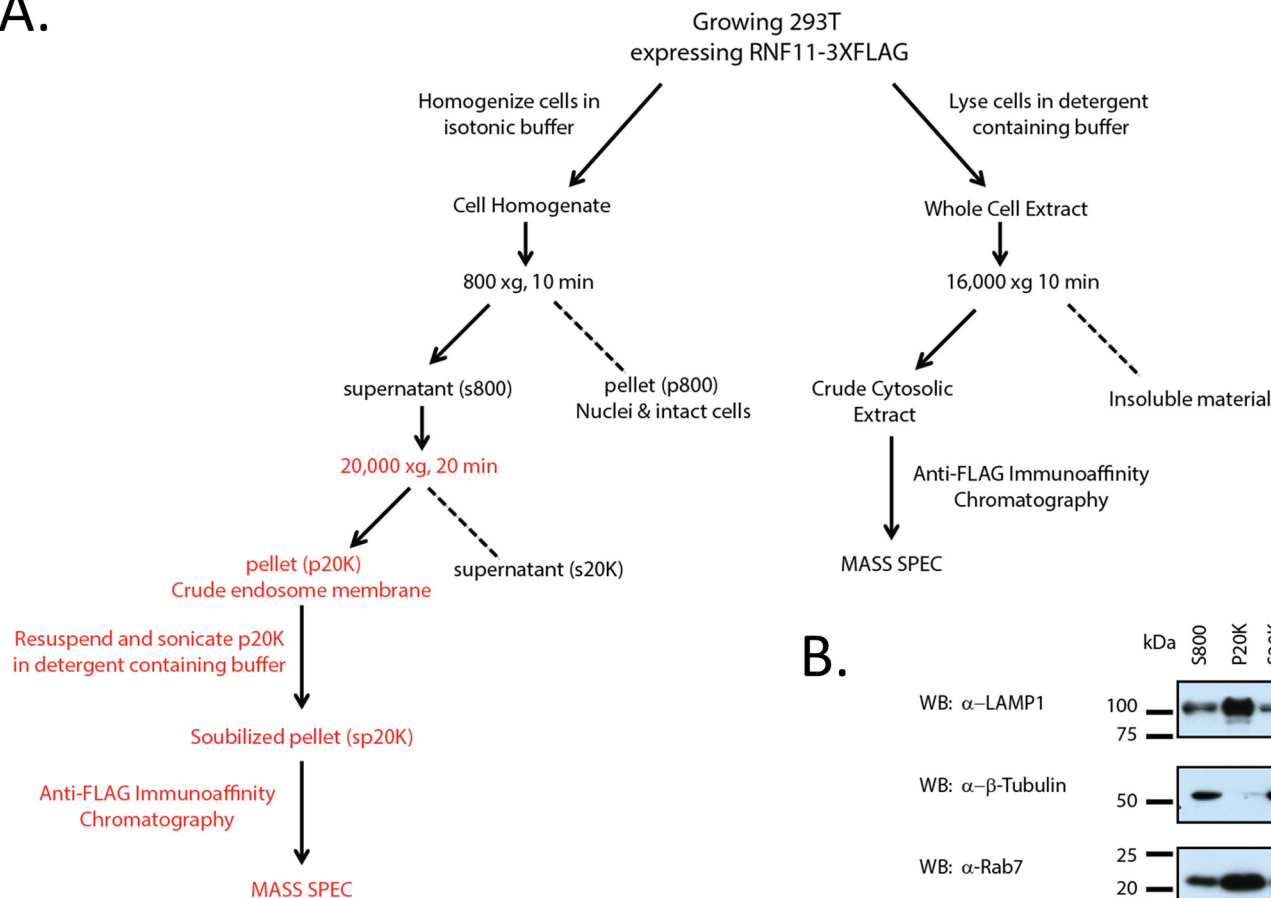 A.
Growing 293T
expressing RNF11-3XFLAG
Homogenize cells in
isotonic buffer
Lyse cells in detergent
containing buffer
Cell Homogenate
Whole Cell Extract
800 xg, 10 min
16,000 xg 10 min
supernatant (s800)
pellet (p800)
Nuclei & intact cells
Crude Cytosolic
Extract
Insoluble material
20,000 xg, 20 min
Anti-FLAG Immunoaffinity
Chromatography
pellet (p20K)
Crude endosome membrane
supernatant (s20K)
MASS SPEC
Resuspend and sonicate p20K
in detergent containing buffer
Soubilized pellet (sp20K)
Anti-FLAG Immunoaffinity
Chromatography
MASS SPEC
B.
kDa
S800
P20K
WB: α–LAMP1
100
75
WB: α–β-Tubulin
50
WB: α-Rab7
25
20